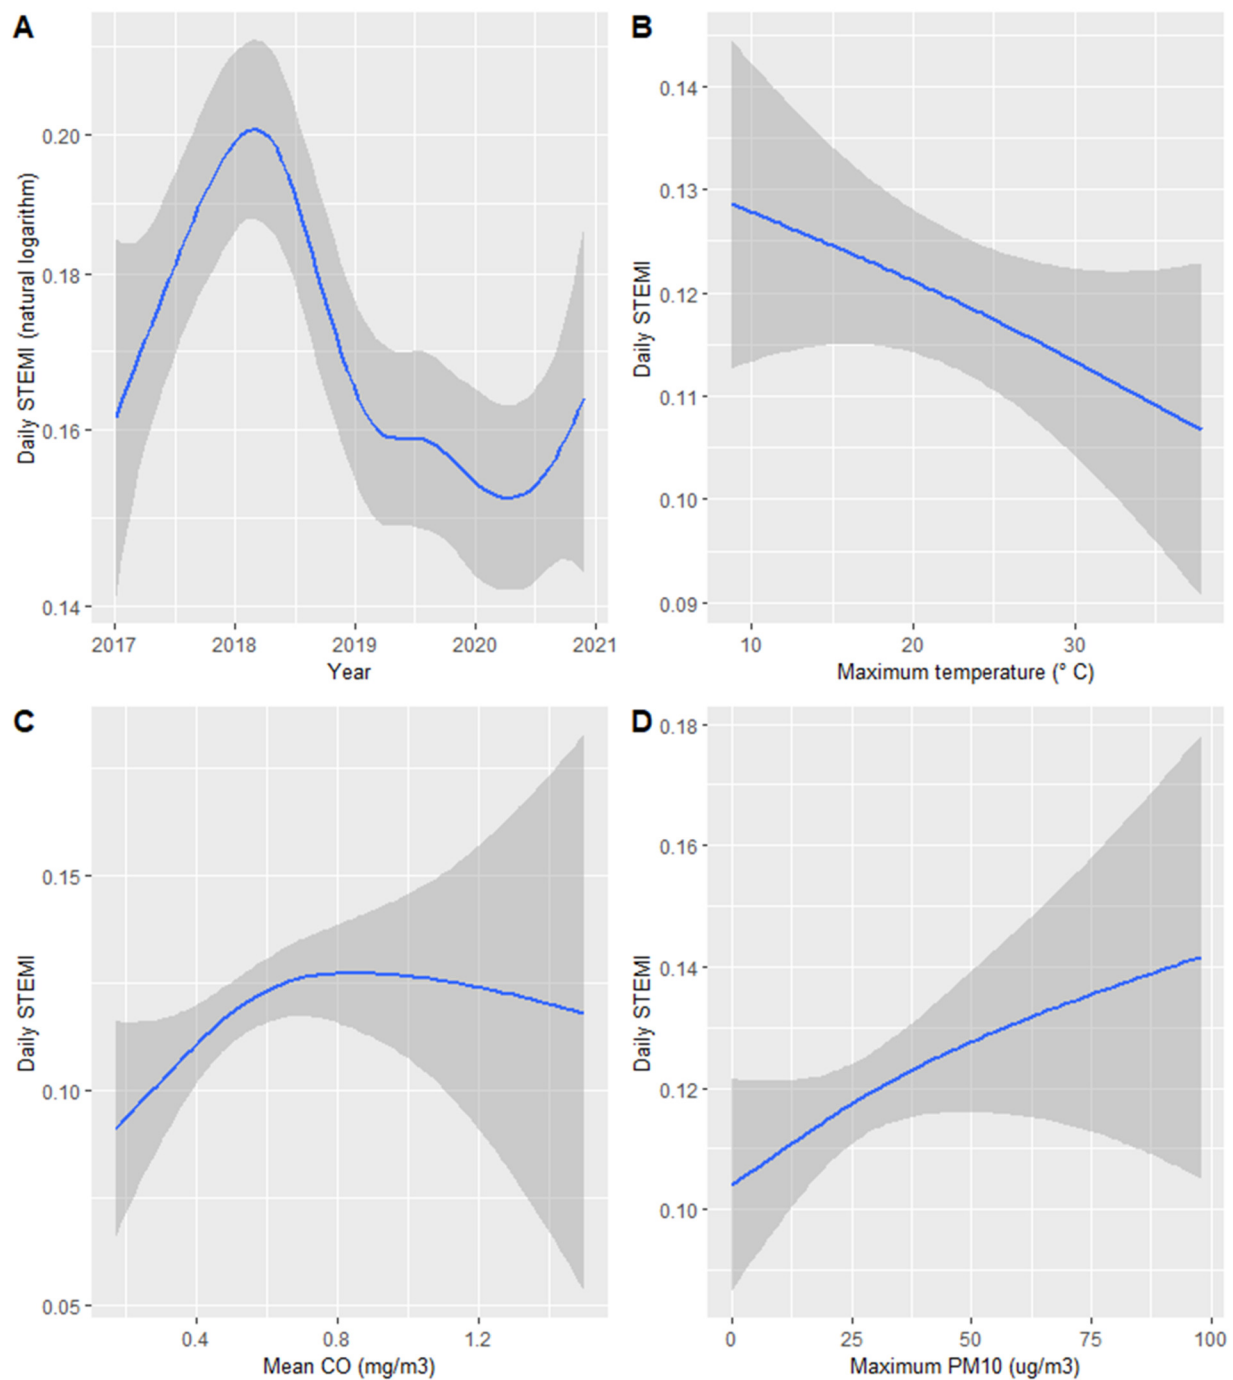 A
Daily STEMI (natural logarithm)
0.20
0.18
0.16
0.14
2017 2018 2019 2020 2021
Year
B
Daily STEMI
0.14
0.13
0.12
0.11
0.10
0.09
10 20 30
Maximum temperature (° C)
C
Daily STEMI
0.15
0.10
0.05
0.4 0.8 1.2
Mean CO (mg/m3)
D
Daily STEMI
0.18
0.16
0.14
0.12
0.10
0 25 50 75 100
Maximum PM10 (ug/m3)